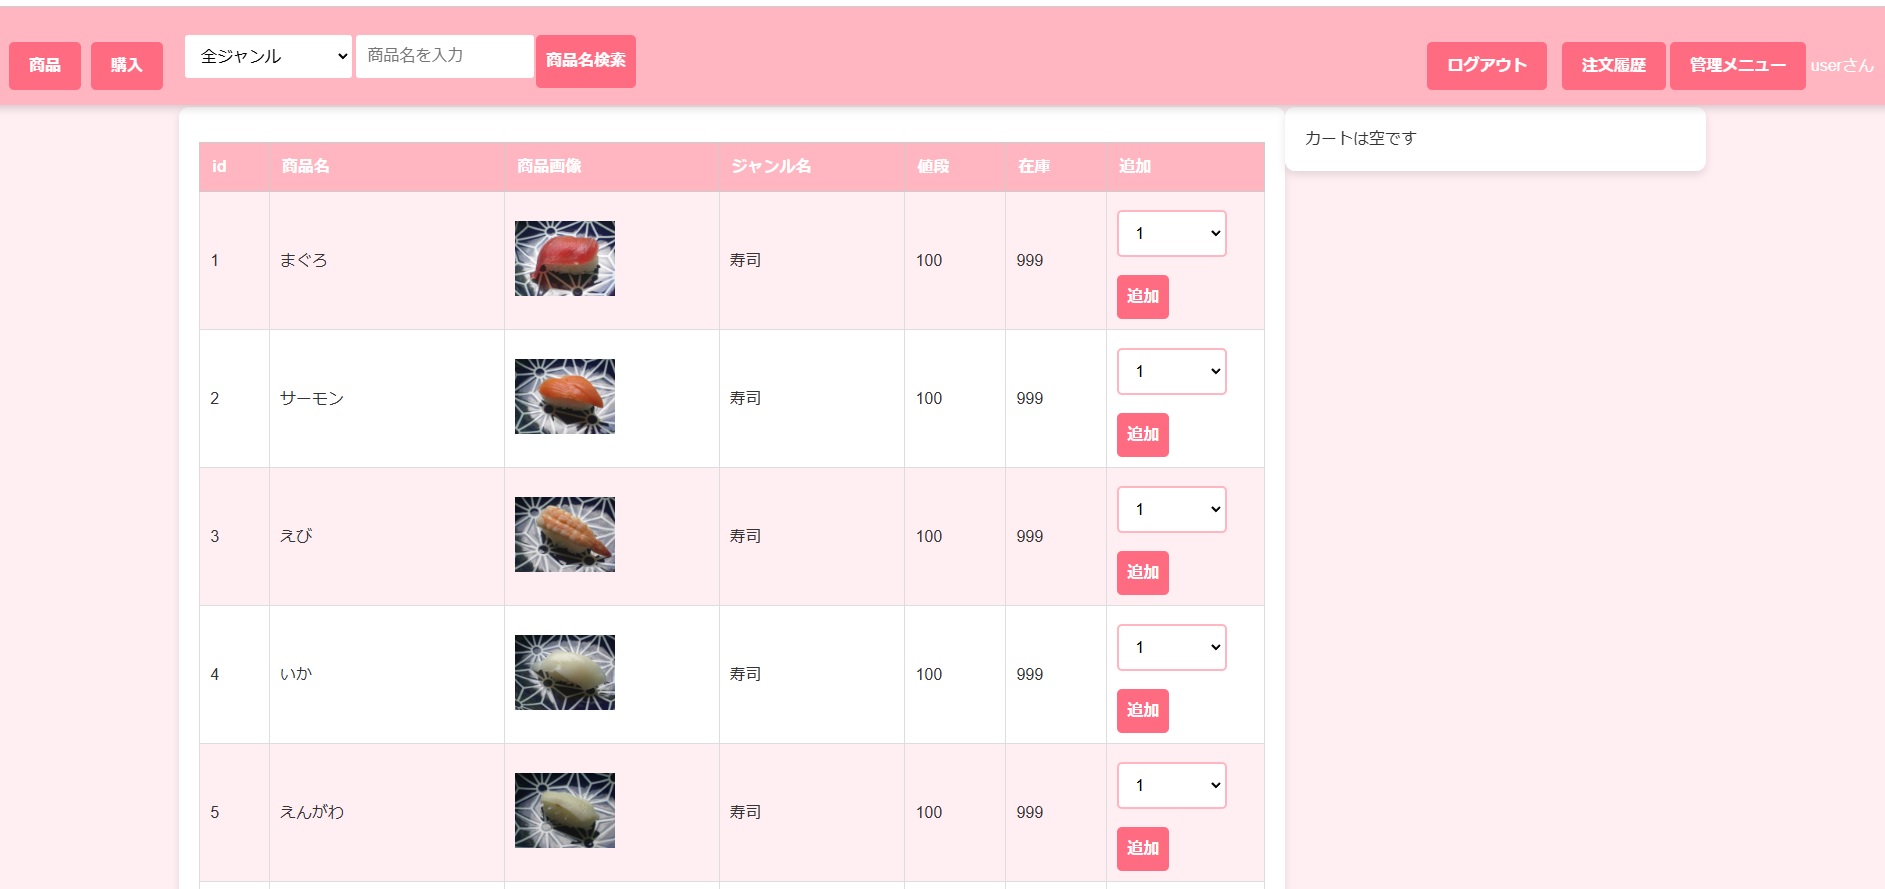 商品 購入 全ジャンル 商品名を入力 商品名検索 ログアウト 注文履歴 管理メニュー userさん
カートは空です
id 商品名 商品画像 ジャンル名 値段 在庫 追加
1 まぐろ 寿司 100 999 1
追加
2 サーモン 寿司 100 999 1
追加
3 えび 寿司 100 999 1
追加
4 いか 寿司 100 999 1
追加
5 えんがわ 寿司 100 999 1
追加